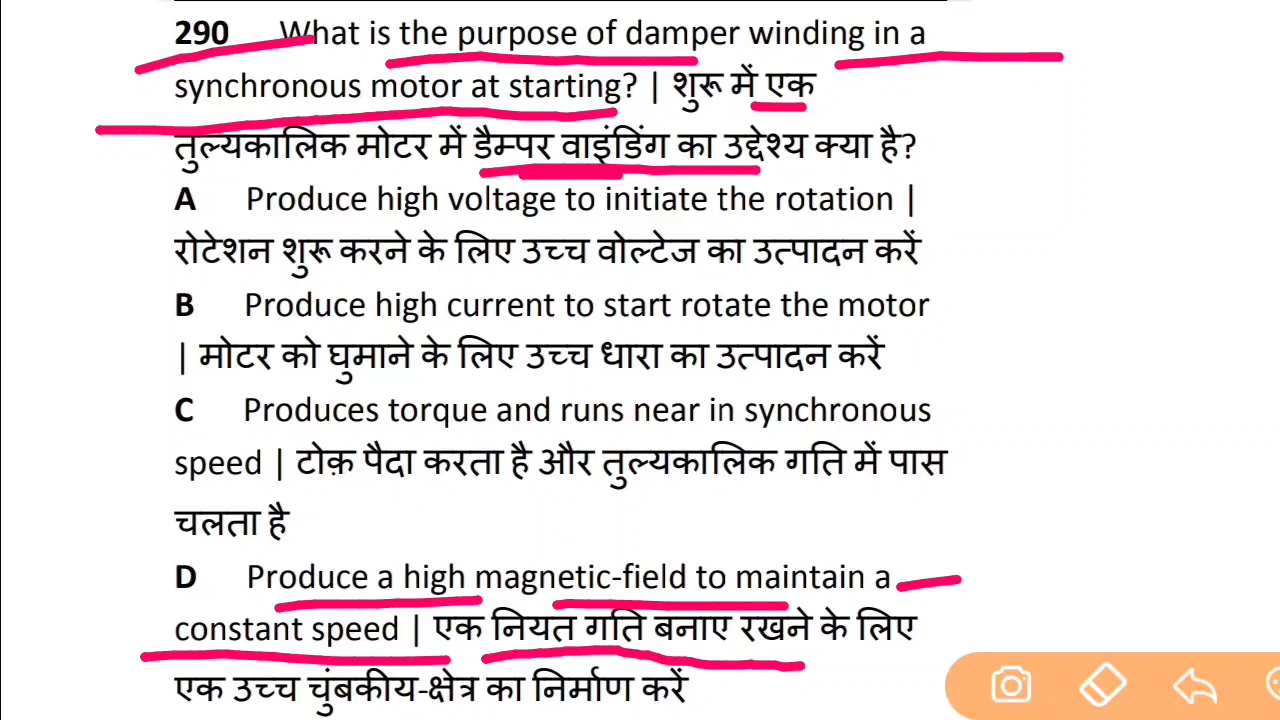 290 What is the purpose of damper winding in a
synchronous motor at starting? | शुरू में एक
तुल्यकालिक मोटर में डैम्पर वाइंडिंग का उद्देश्य क्या है?
A Produce high voltage to initiate the rotation |
रोटेशन शुरू करने के लिए उच्च वोल्टेज का उत्पादन करें
B Produce high current to start rotate the motor
| मोटर को घुमाने के लिए उच्च धारा का उत्पादन करें
C Produces torque and runs near in synchronous
speed | टोक़ पैदा करता है और तुल्यकालिक गति में पास
चलता है
D Produce a high magnetic-field to maintain a
constant speed | एक नियत गति बनाए रखने के लिए
एक उच्च चुंबकीय-क्षेत्र का निर्माण करें